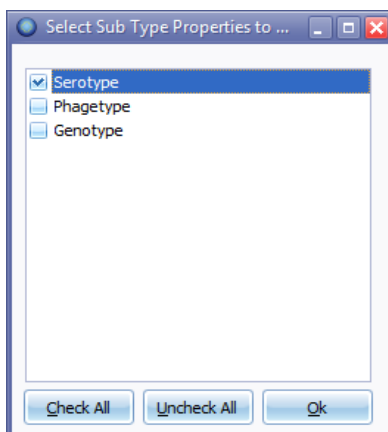 Select Sub Type Properties to ...
Serotype
Phagetype
Genotype
Check All Uncheck All Ok